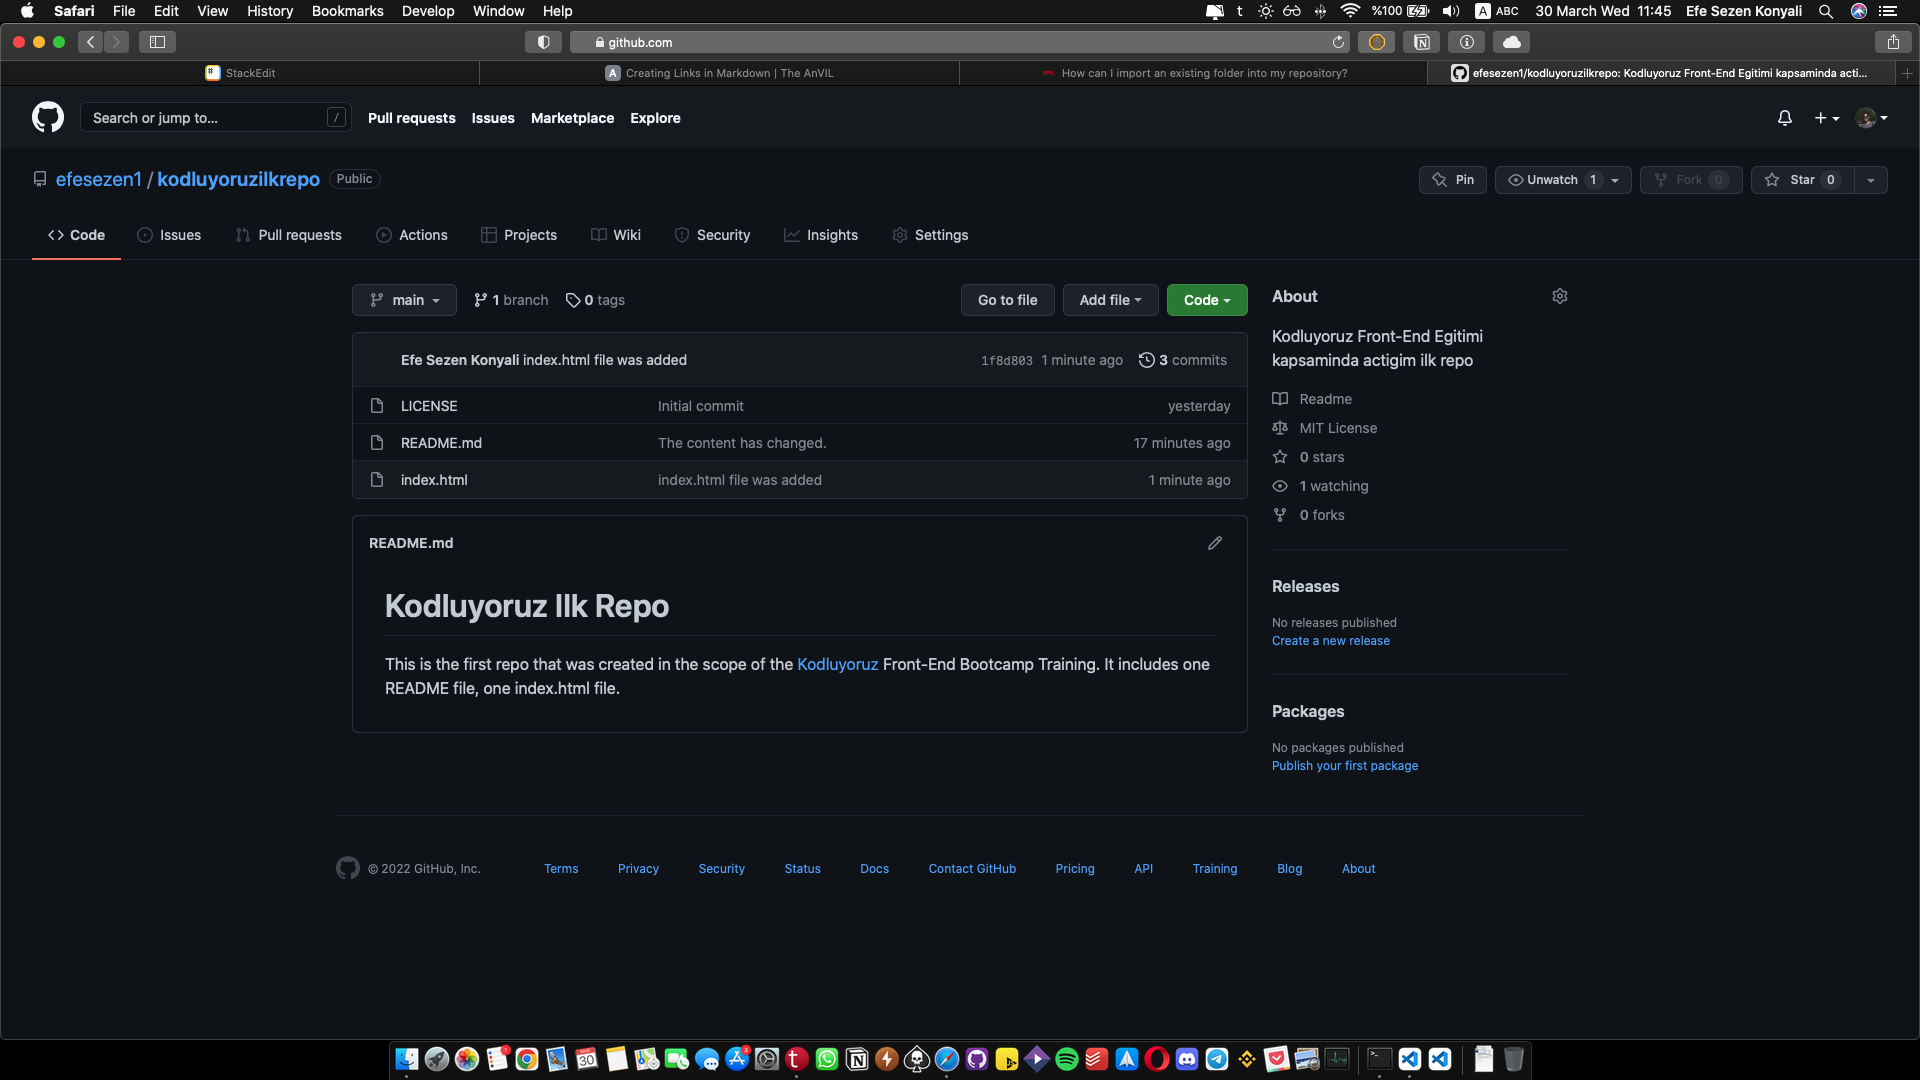 Safari File Edit View History Bookmarks Develop Window Help t %100 A ABC 30 March Wed 11:45 Efe Sezen Konyali
github.com
StackEdit
A Creating Links in Markdown | The AnVIL
How can I import an existing folder into my repository?
efesezen1/kodluyoruzilkrepo: Kodluyoruz Front-End Egitimi kapsaminda acti...
Search or jump to... / Pull requests Issues Marketplace Explore
efesezen1 / kodluyoruzilkrepo Public
Pin Unwatch 1 Fork 0 Star 0
Code Issues Pull requests Actions Projects Wiki Security Insights Settings
main 1 branch 0 tags Go to file Add file Code
Efe Sezen Konyali index.html file was added 1f8d803 1 minute ago 3 commits
LICENSE Initial commit yesterday
README.md The content has changed. 17 minutes ago
index.html index.html file was added 1 minute ago
README.md
Kodluyoruz Ilk Repo
This is the first repo that was created in the scope of the Kodluyoruz Front-End Bootcamp Training. It includes one
README file, one index.html file.
About
Kodluyoruz Front-End Egitimi
kapsaminda actigim ilk repo
Readme
MIT License
0 stars
1 watching
0 forks
Releases
No releases published
Create a new release
Packages
No packages published
Publish your first package
© 2022 GitHub, Inc. Terms Privacy Security Status Docs Contact GitHub Pricing API Training Blog About
30